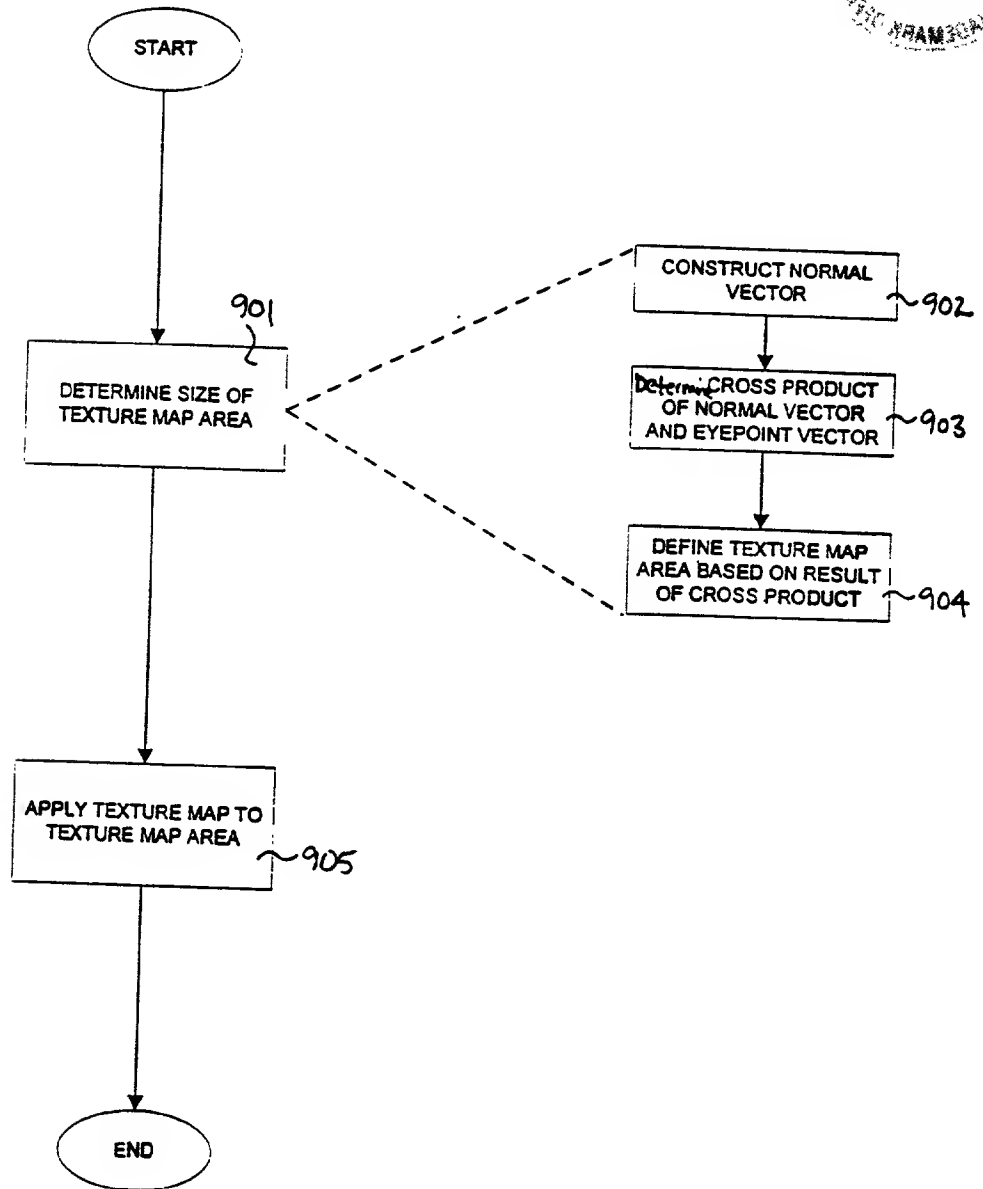 START
901
DETERMINE SIZE OF
TEXTURE MAP AREA
CONSTRUCT NORMAL
VECTOR
902
Determine CROSS PRODUCT
OF NORMAL VECTOR
AND EYEPOINT VECTOR
903
DEFINE TEXTURE MAP
AREA BASED ON RESULT
OF CROSS PRODUCT
904
APPLY TEXTURE MAP TO
TEXTURE MAP AREA
905
END